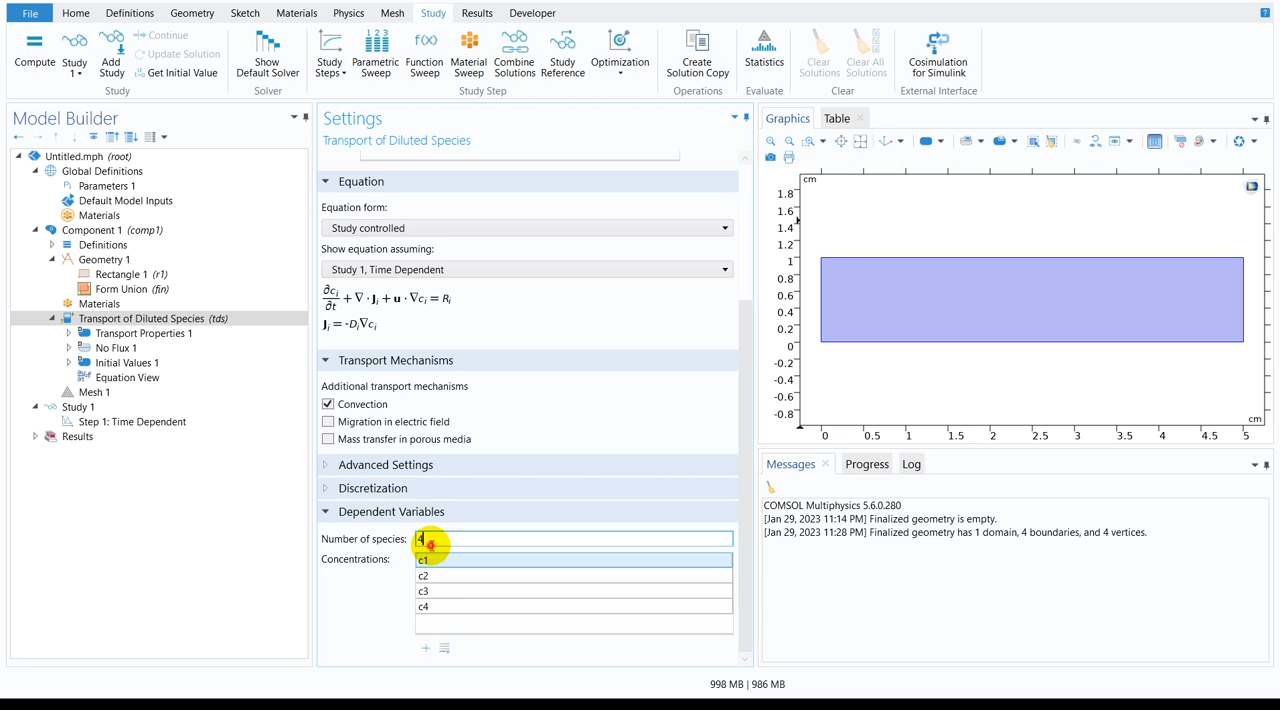 File Home Definitions Geometry Sketch Materials Physics Mesh Study Results Developer
Compute
Study 1
Add Study
Continue
Update Solution
Get Initial Value
Study
Show Default Solver
Solver
Study Steps
Parametric Sweep
Function Sweep
Material Sweep
Combine Solutions
Study Reference
Study Step
Optimization
Create Solution Copy
Operations
Statistics
Evaluate
Clear Solutions
Clear All Solutions
Clear
Cosimulation for Simulink
External Interface
Model Builder
Untitled.mph (root)
Global Definitions
Parameters 1
Default Model Inputs
Materials
Component 1 (comp1)
Definitions
Geometry 1
Rectangle 1 (r1)
Form Union (fin)
Materials
Transport of Diluted Species (tds)
Transport Properties 1
No Flux 1
Initial Values 1
Equation View
Mesh 1
Study 1
Step 1: Time Dependent
Results
Settings
Transport of Diluted Species
Equation
Equation form:
Study controlled
Show equation assuming:
Study 1, Time Dependent
∂cᵢ/∂t + ∇ · Jᵢ + u · ∇cᵢ = Rᵢ
Jᵢ = -Dᵢ∇cᵢ
Transport Mechanisms
Additional transport mechanisms
Convection
Migration in electric field
Mass transfer in porous media
Advanced Settings
Discretization
Dependent Variables
Number of species: 4
Concentrations: c1
c2
c3
c4
Graphics Table
cm
1.8
1.6
1.4
1.2
1
0.8
0.6
0.4
0.2
0
-0.2
-0.4
-0.6
-0.8
cm
0 0.5 1 1.5 2 2.5 3 3.5 4 4.5 5
Messages Progress Log
COMSOL Multiphysics 5.6.0.280
[Jan 29, 2023 11:14 PM] Finalized geometry is empty.
[Jan 29, 2023 11:28 PM] Finalized geometry has 1 domain, 4 boundaries, and 4 vertices.
998 MB | 986 MB